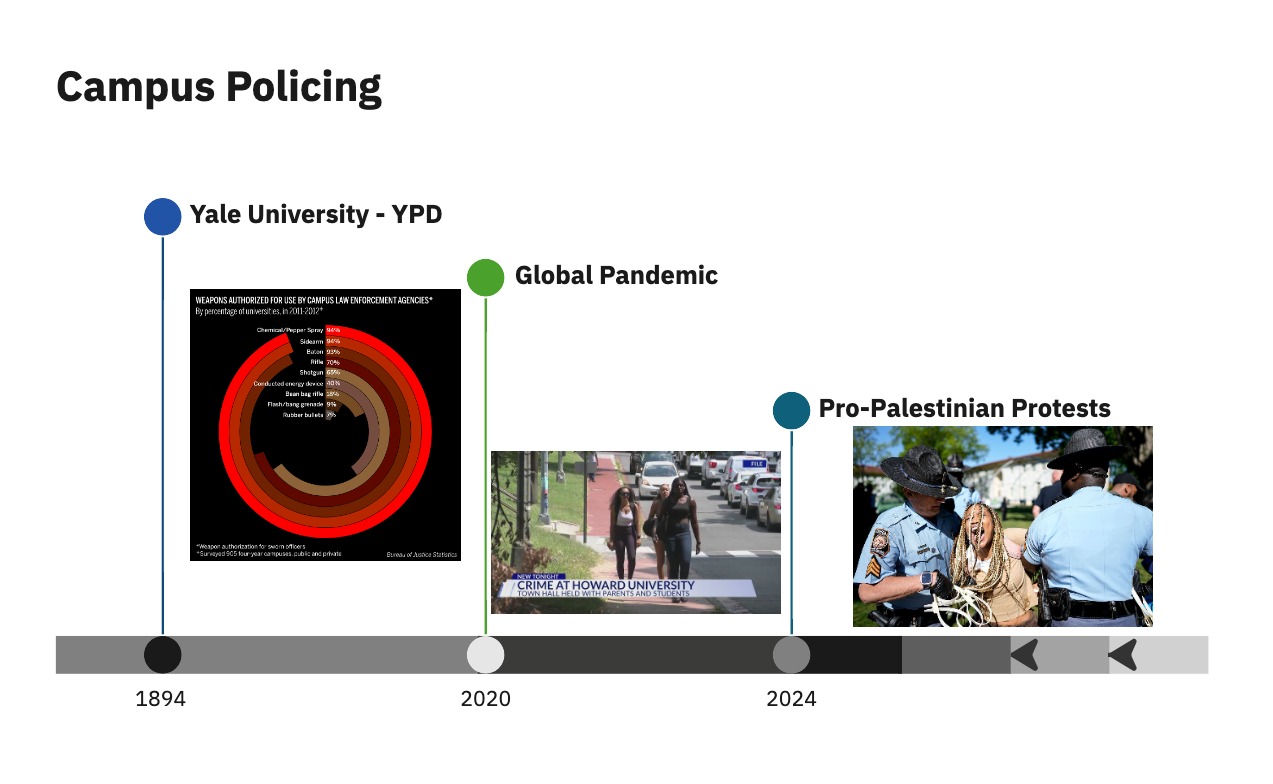 Campus Policing
Yale University - YPD
Global Pandemic
WEAPONS AUTHORIZED FOR USE BY CAMPUS LAW ENFORCEMENT AGENCIES*
By percentage of universities, in 2011-2012⁺
Chemical/Pepper Spray 94%
Sidearm 94%
Baton 93%
Rifle 70%
Shotgun 65%
Conducted energy device 40%
Bean bag rifle 18%
Flash/bang grenade 9%
Rubber bullets 7%
*Weapon authorization for sworn officers
⁺Surveyed 905 four-year campuses, public and private
Bureau of Justice Statistics
Pro-Palestinian Protests
FILE
NEW TONIGHT
CRIME AT HOWARD UNIVERSITY
TOWN HALL HELD WITH PARENTS AND STUDENTS
1894
2020
2024